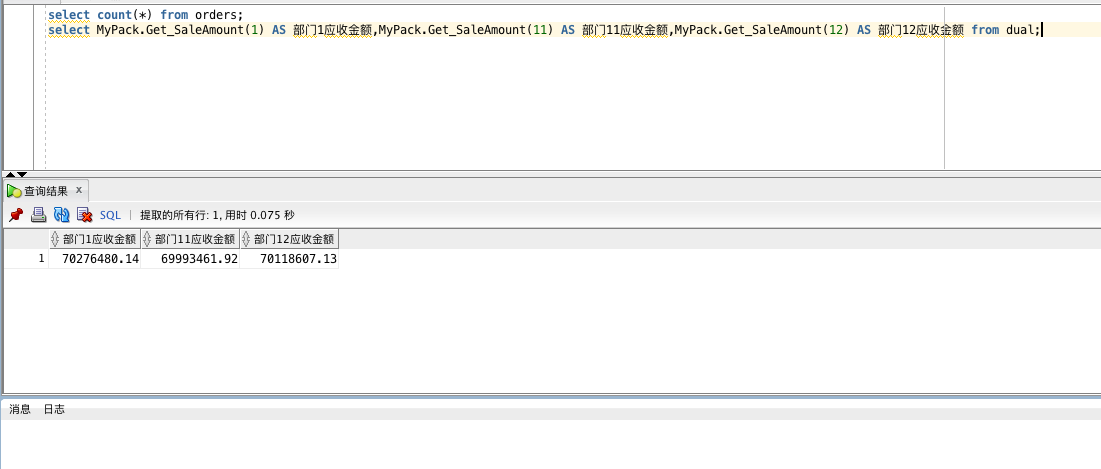 select count(*) from orders;
select MyPack.Get_SaleAmount(1) AS 部门1应收金额,MyPack.Get_SaleAmount(11) AS 部门11应收金额,MyPack.Get_SaleAmount(12) AS 部门12应收金额 from dual;
查询结果 x
SQL | 提取的所有行: 1, 用时 0.075 秒
部门1应收金额 部门11应收金额 部门12应收金额
1 70276480.14 69993461.92 70118607.13
消息 日志